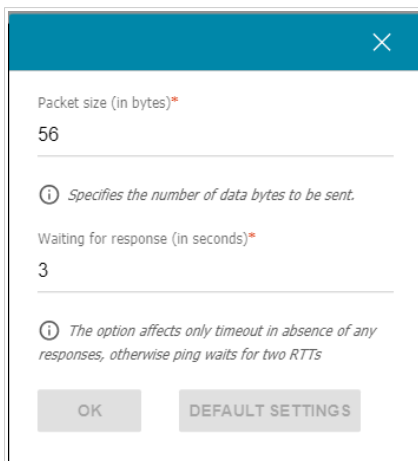 Packet size (in bytes)*
56
Specifies the number of data bytes to be sent.
Waiting for response (in seconds)*
3
The option affects only timeout in absence of any
responses, otherwise ping waits for two RTTs
OK DEFAULT SETTINGS